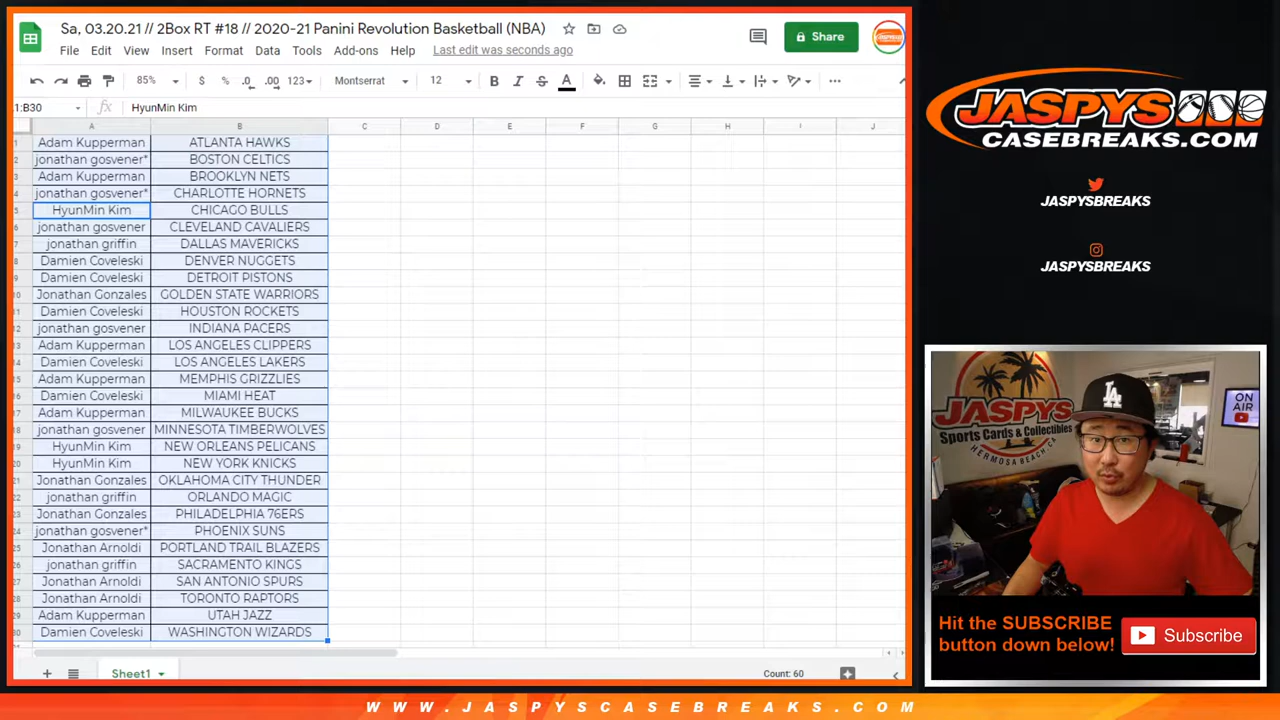 Sa, 03.20.21 // 2Box RT #18 // 2020-21 Panini Revolution Basketball (NBA)
File Edit View Insert Format Data Tools Add-ons Help Last edit was seconds ago
Share
85% $ % .0 .00 123 Montserrat 12 B I S A
1:B30 fx HyunMin Kim
A B C D E F G H I J
1 Adam Kupperman ATLANTA HAWKS
2 jonathan gosvener* BOSTON CELTICS
3 Adam Kupperman BROOKLYN NETS
4 jonathan gosvener* CHARLOTTE HORNETS
5 HyunMin Kim CHICAGO BULLS
6 jonathan gosvener CLEVELAND CAVALIERS
7 jonathan griffin DALLAS MAVERICKS
8 Damien Coveleski DENVER NUGGETS
9 Damien Coveleski DETROIT PISTONS
10 Jonathan Gonzales GOLDEN STATE WARRIORS
11 Damien Coveleski HOUSTON ROCKETS
12 jonathan gosvener INDIANA PACERS
13 Adam Kupperman LOS ANGELES CLIPPERS
14 Damien Coveleski LOS ANGELES LAKERS
15 Adam Kupperman MEMPHIS GRIZZLIES
16 Damien Coveleski MIAMI HEAT
17 Adam Kupperman MILWAUKEE BUCKS
18 jonathan gosvener MINNESOTA TIMBERWOLVES
19 HyunMin Kim NEW ORLEANS PELICANS
20 HyunMin Kim NEW YORK KNICKS
21 Jonathan Gonzales OKLAHOMA CITY THUNDER
22 jonathan griffin ORLANDO MAGIC
23 Jonathan Gonzales PHILADELPHIA 76ERS
24 jonathan gosvener* PHOENIX SUNS
25 Jonathan Arnoldi PORTLAND TRAIL BLAZERS
26 jonathan griffin SACRAMENTO KINGS
27 Jonathan Arnoldi SAN ANTONIO SPURS
28 Jonathan Arnoldi TORONTO RAPTORS
29 Adam Kupperman UTAH JAZZ
30 Damien Coveleski WASHINGTON WIZARDS
Sheet1
Count: 60
JASPYS
CASEBREAKS.COM
JASPYSBREAKS
JASPYSBREAKS
JASPYS
Sports Cards & Collectibles
HERMOSA BEACH, CA
LA
ON
AIR
Hit the SUBSCRIBE
button down below!
Subscribe
WWW.JASPYSCASEBREAKS.COM